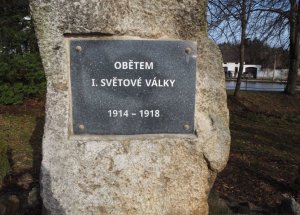 OBĚTEM
I. SVĚTOVÉ VÁLKY
1914 – 1918